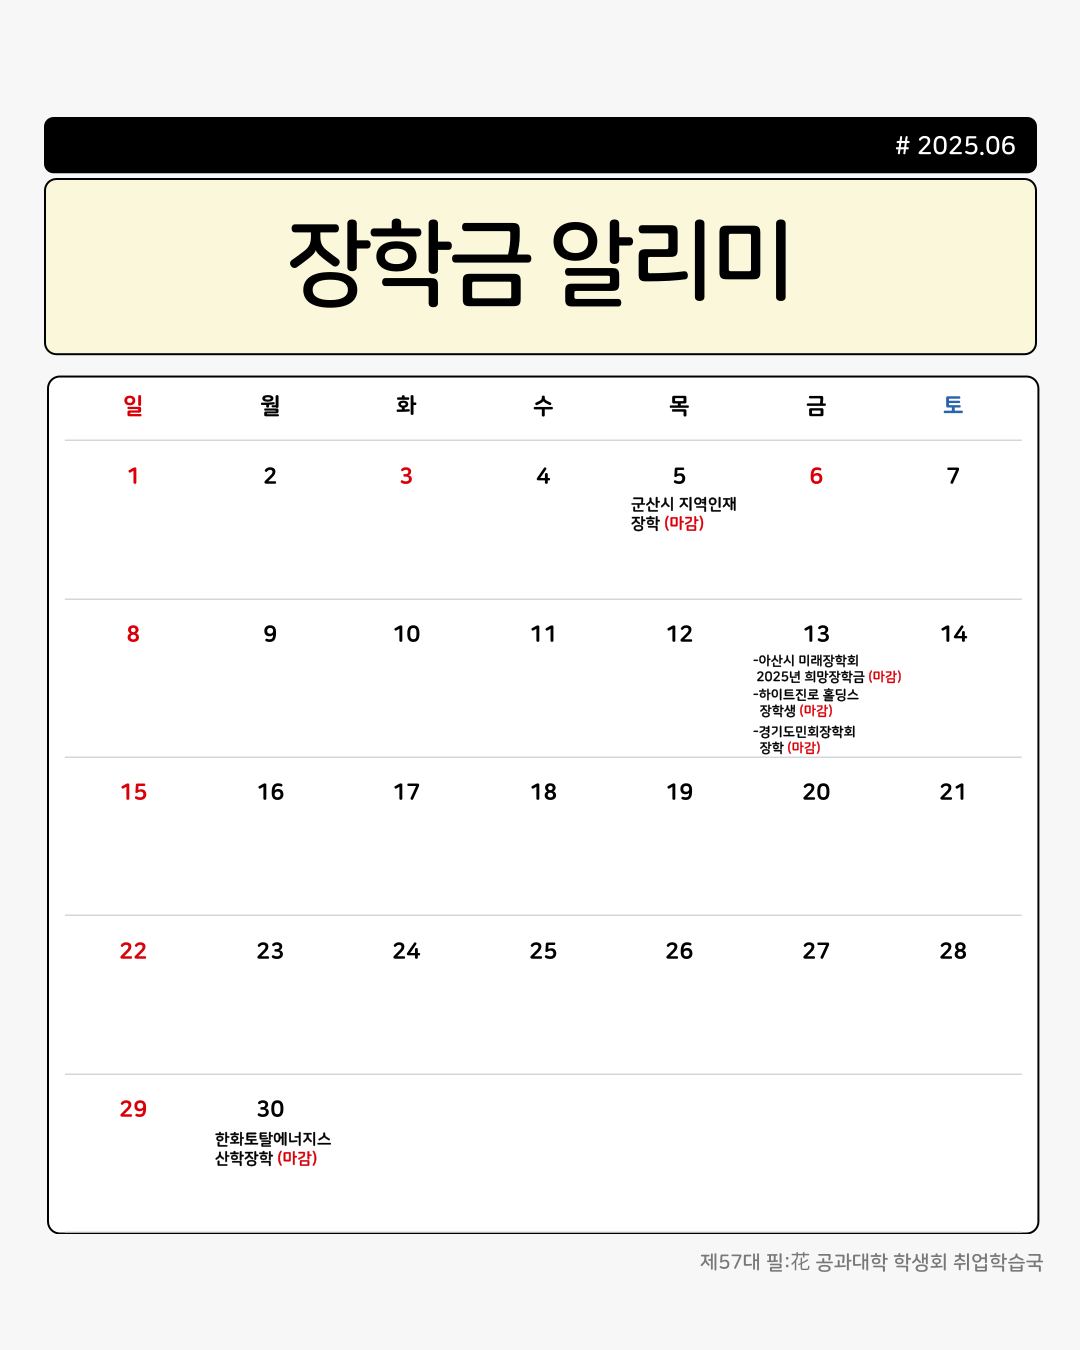 # 2025.06
장학금 알리미
일 월 화 수 목 금 토
1 2 3 4 5 6 7
군산시 지역인재
장학 (마감)
8 9 10 11 12 13 14
-아산시 미래장학회
2025년 희망장학금 (마감)
-하이트진로 홀딩스
장학생 (마감)
-경기도민회장학회
장학 (마감)
15 16 17 18 19 20 21
22 23 24 25 26 27 28
29 30
한화토탈에너지스
산학장학 (마감)
제57대 필:花 공과대학 학생회 취업학습국